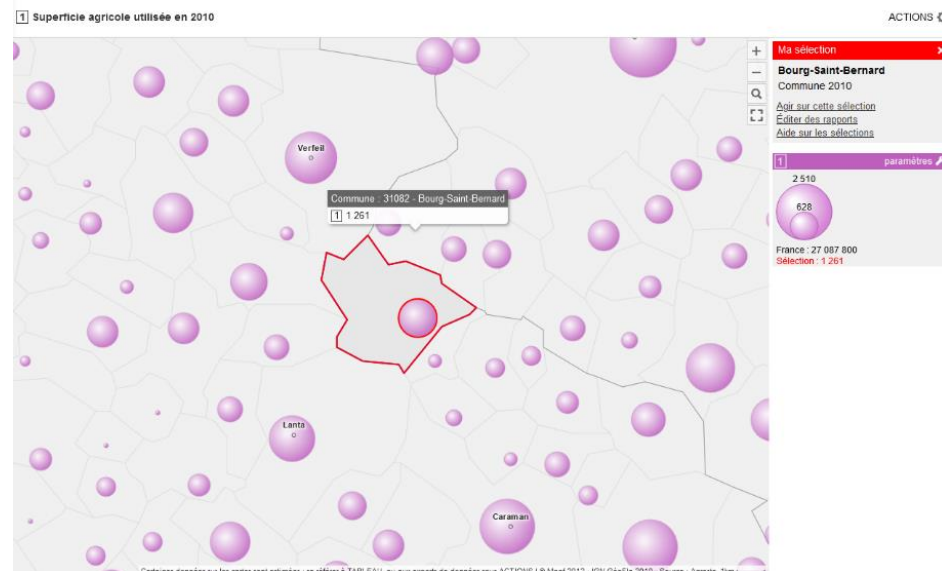 1 Superficie agricole utilisée en 2010
ACTIONS
Ma sélection
Bourg-Saint-Bernard
Commune 2010
Agir sur cette sélection
Éditer des rapports
Aide sur les sélections
1 paramètres
2 510
628
France : 27 087 800
Sélection : 1 261
Verfeil
Commune : 31082 - Bourg-Saint-Bernard
1 1 261
Lanta
Caraman